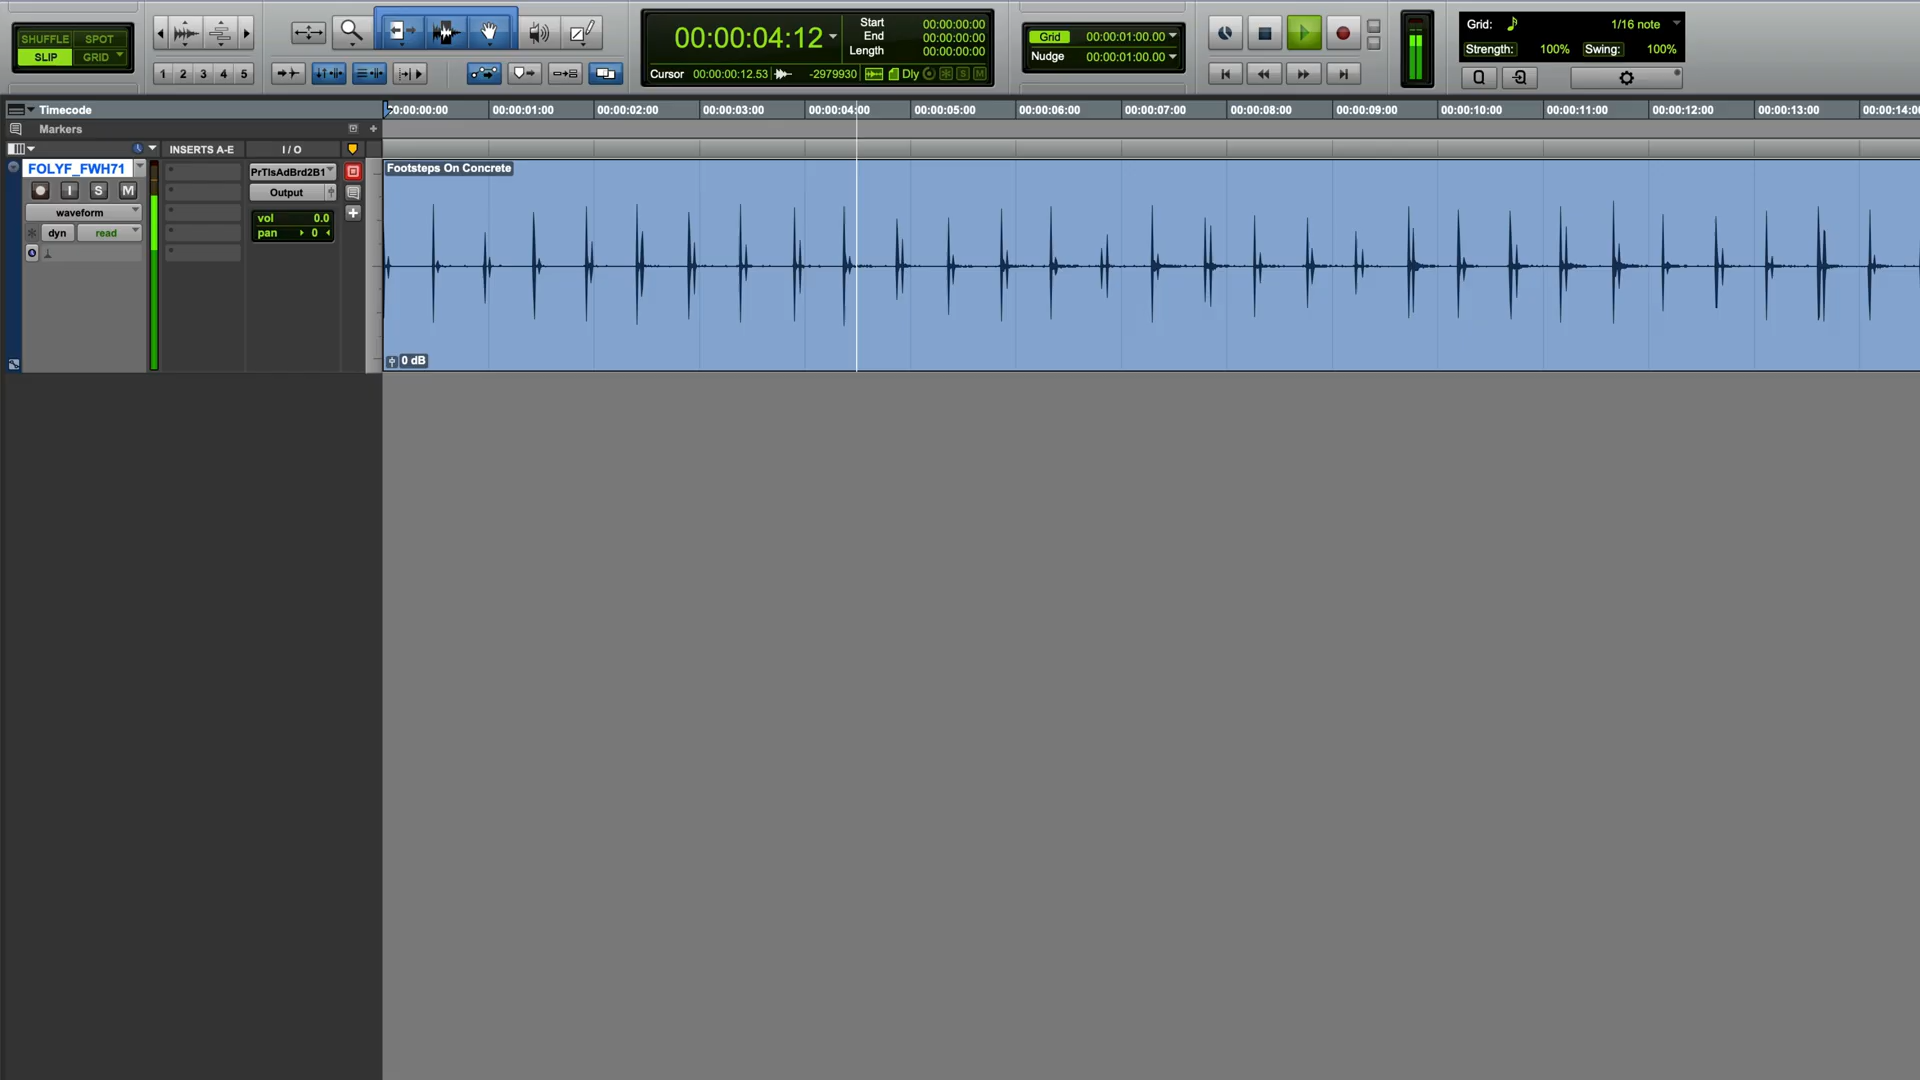 SHUFFLE SPOT
SLIP GRID
1 2 3 4 5
00:00:04:12
Start 00:00:00:00
End 00:00:00:00
Length 00:00:00:00
Cursor 00:00:00:12.53 -2979930 Dly
S M
Grid 00:00:01:00.00
Nudge 00:00:01:00.00
Grid: 1/16 note
Strength: 100% Swing: 100%
Q
Timecode
00:00:01:00 00:00:02:00 00:00:03:00 00:00:04:00 00:00:05:00 00:00:06:00 00:00:07:00 00:00:08:00 00:00:09:00 00:00:10:00 00:00:11:00 00:00:12:00 00:00:13:00
Markers
INSERTS A-E I / O
FOLYF_FWH71
I S M
waveform
dyn read
PrTlsAdBrd2B1
Output
vol 0.0
pan 0
Footsteps On Concrete
0 dB